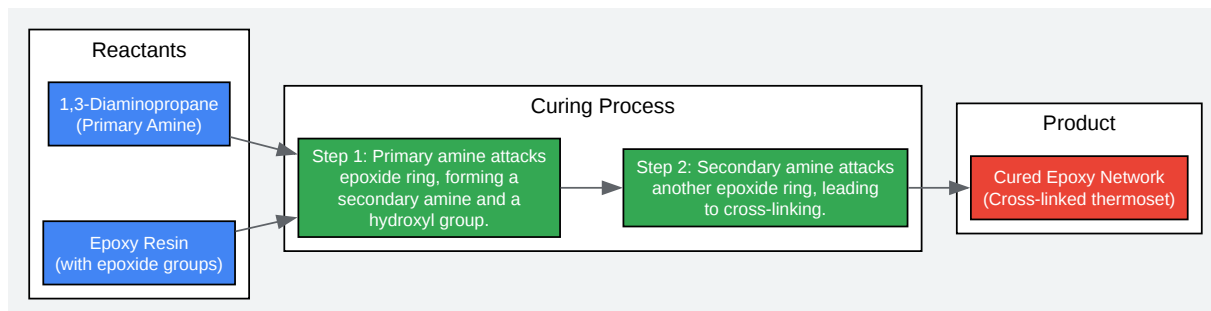 Reactants
1,3-Diaminopropane
(Primary Amine)
Epoxy Resin
(with epoxide groups)
Curing Process
Step 1: Primary amine attacks
epoxide ring, forming a
secondary amine and a
hydroxyl group.
Step 2: Secondary amine attacks
another epoxide ring, leading
to cross-linking.
Product
Cured Epoxy Network
(Cross-linked thermoset)